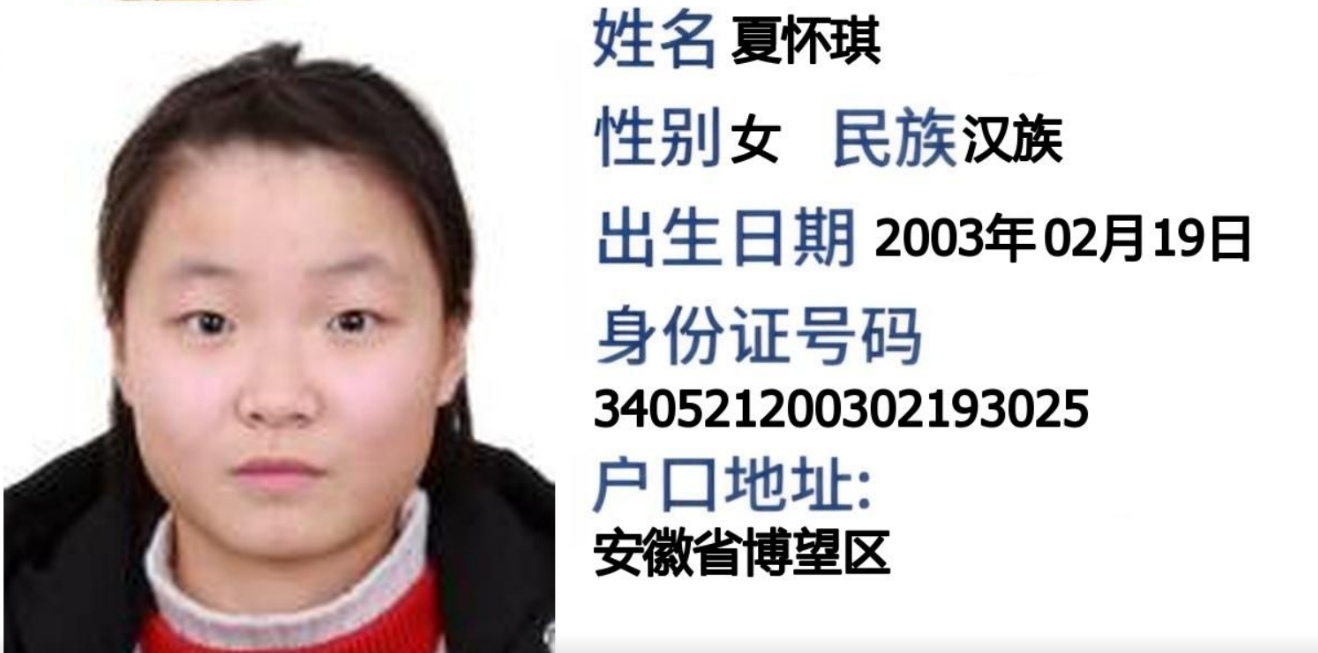 姓名 夏怀琪
性别 女 民族 汉族
出生日期 2003年02月19日
身份证号码
340521200302193025
户口地址:
安徽省博望区